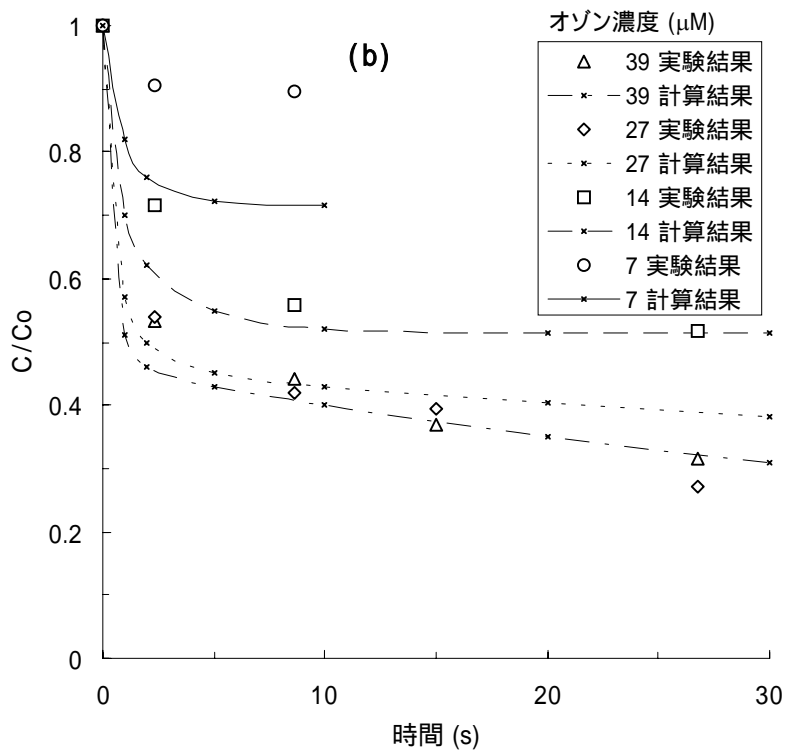 オゾン濃度 (μM)
(b)
39 実験結果
39 計算結果
27 実験結果
27 計算結果
14 実験結果
14 計算結果
7 実験結果
7 計算結果
C/Co
1
0.8
0.6
0.4
0.2
0
0 10 20 30
時間 (s)